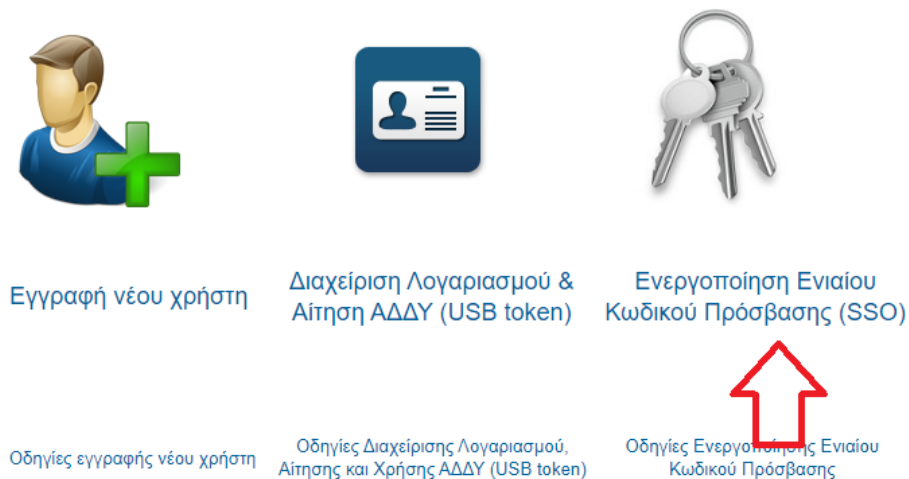 Εγγραφή νέου χρήστη
Διαχείριση Λογαριασμού &
Αίτηση ΑΔΔΥ (USB token)
Ενεργοποίηση Ενιαίου
Κωδικού Πρόσβασης (SSO)
Οδηγίες εγγραφής νέου χρήστη
Οδηγίες Διαχείρισης Λογαριασμού,
Αίτησης και Χρήσης ΑΔΔΥ (USB token)
Οδηγίες Ενεργοποίησης Ενιαίου
Κωδικού Πρόσβασης